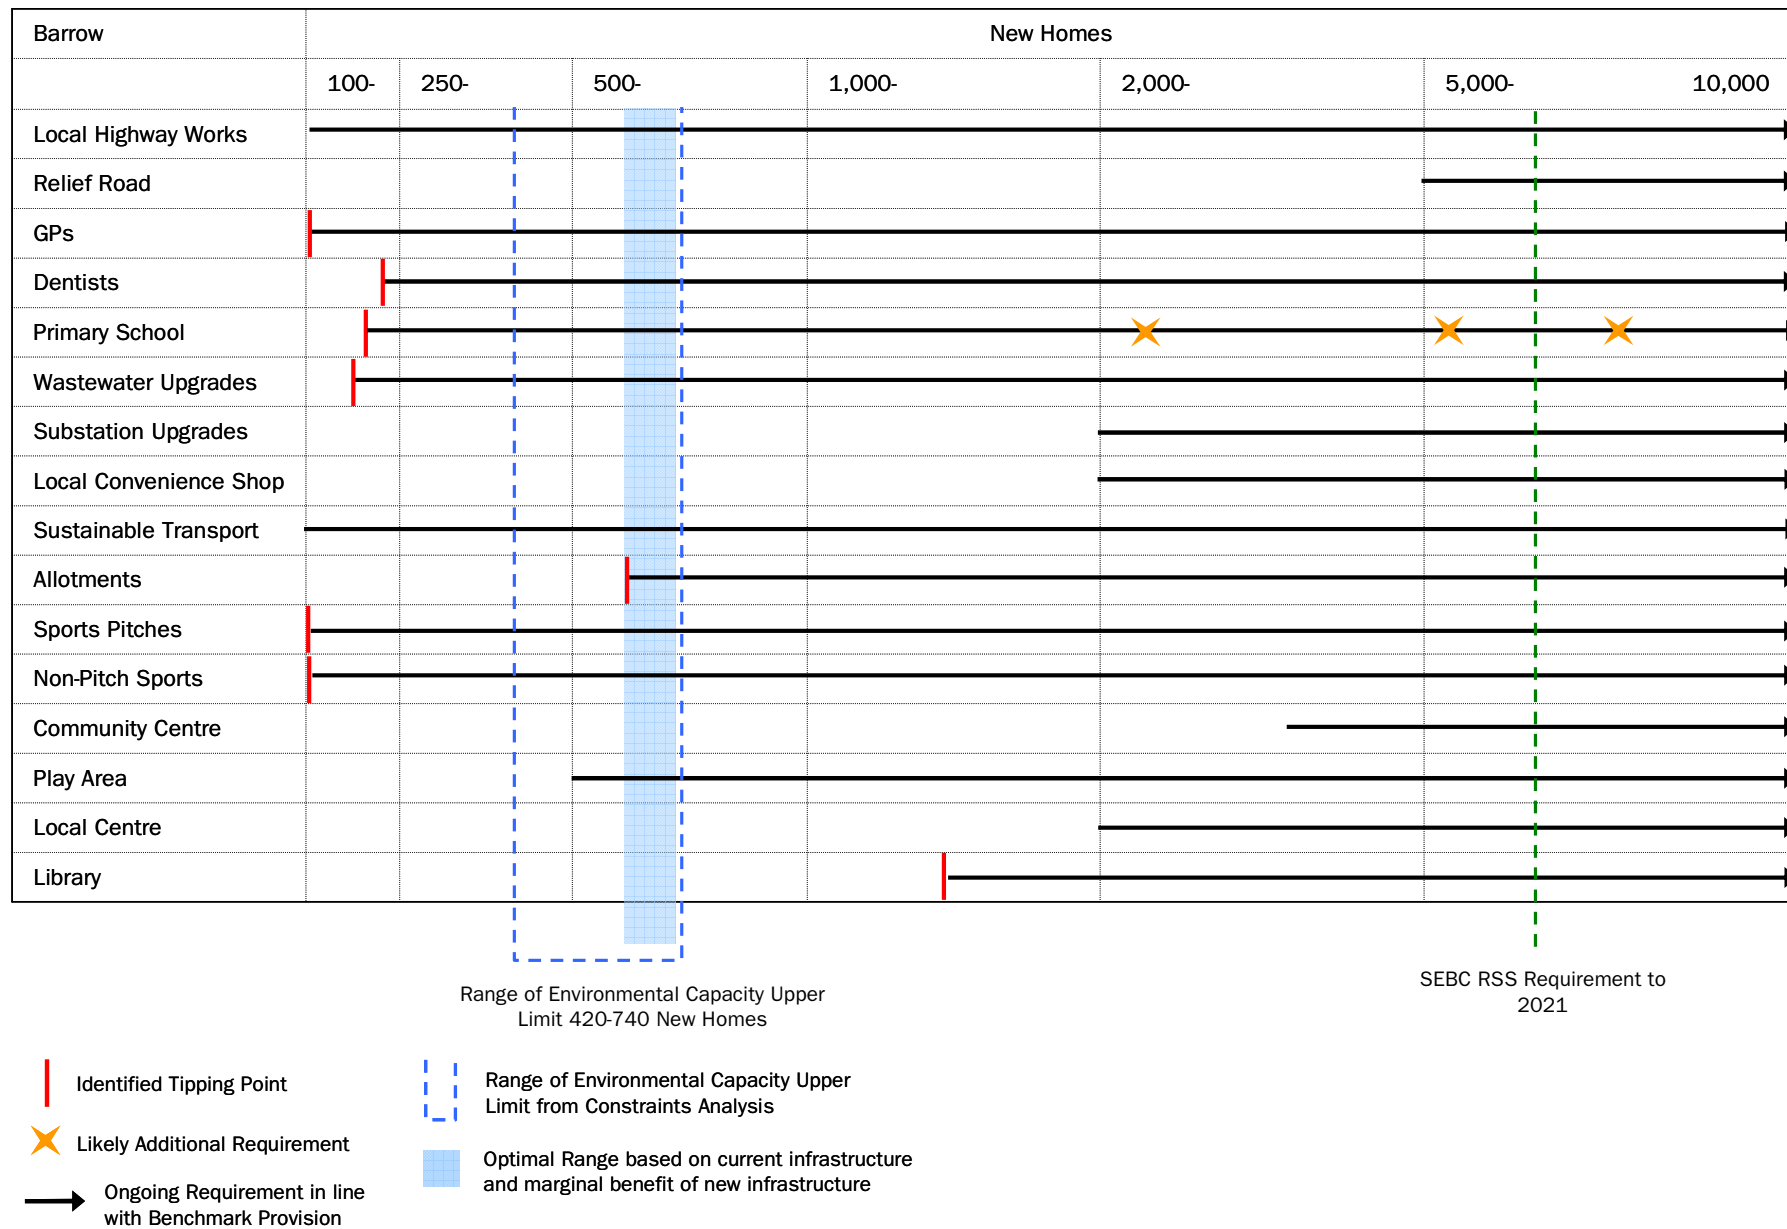 Barrow
New Homes
100-
250-
500-
1,000-
2,000-
5,000-
10,000
Local Highway Works
Relief Road
GPs
Dentists
Primary School
Wastewater Upgrades
Substation Upgrades
Local Convenience Shop
Sustainable Transport
Allotments
Sports Pitches
Non-Pitch Sports
Community Centre
Play Area
Local Centre
Library
Range of Environmental Capacity Upper
Limit 420-740 New Homes
SEBC RSS Requirement to
2021
Identified Tipping Point
Likely Additional Requirement
Ongoing Requirement in line
with Benchmark Provision
Range of Environmental Capacity Upper
Limit from Constraints Analysis
Optimal Range based on current infrastructure
and marginal benefit of new infrastructure